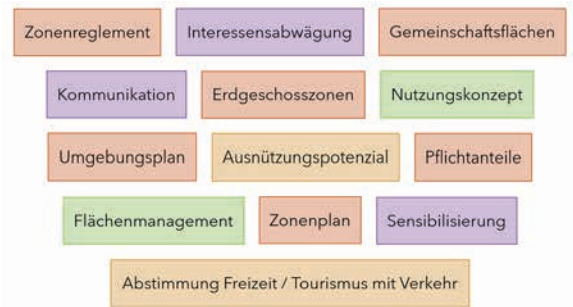 Zonenreglement
Interessensabwägung
Gemeinschaftsflächen
Kommunikation
Erdgeschosszonen
Nutzungskonzept
Umgebungsplan
Ausnützungspotenzial
Pflichtanteile
Flächenmanagement
Zonenplan
Sensibilisierung
Abstimmung Freizeit / Tourismus mit Verkehr